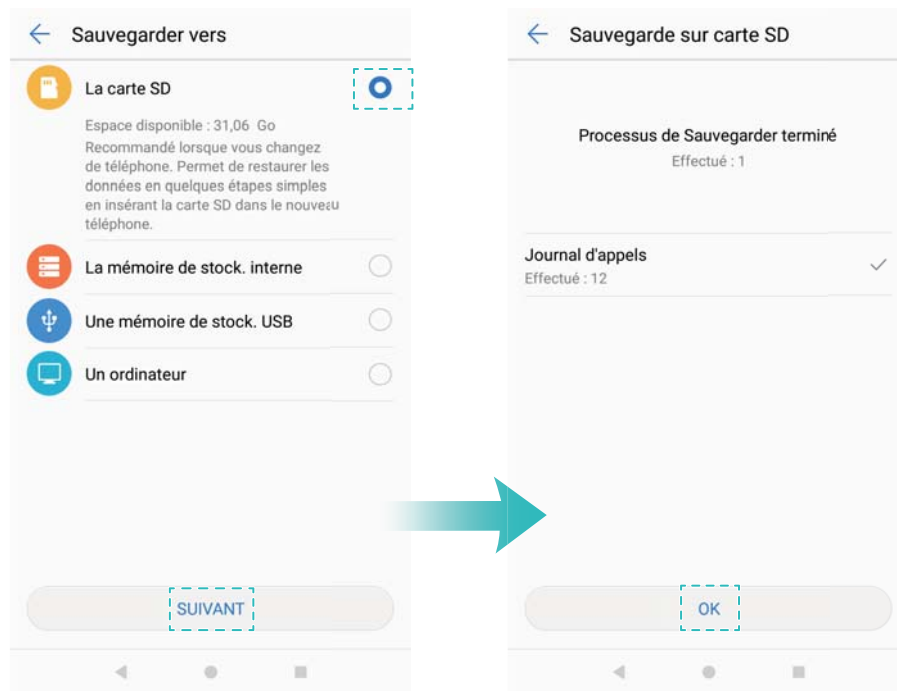 Sauvegarder vers
La carte SD
Espace disponible : 31,06 Go
Recommandé lorsque vous changez
de téléphone. Permet de restaurer les
données en quelques étapes simples
en insérant la carte SD dans le nouveau
téléphone.
La mémoire de stock. interne
Une mémoire de stock. USB
Un ordinateur
SUIVANT
Sauvegarde sur carte SD
Processus de Sauvegarder terminé
Effectué : 1
Journal d'appels
Effectué : 12
OK